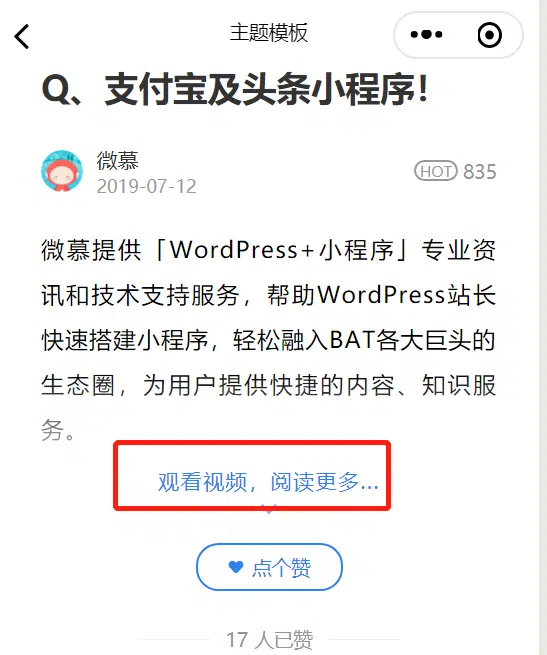 主题模板
Q、支付宝及头条小程序!
微慕
2019-07-12
HOT 835
微慕提供「WordPress+小程序」专业资
讯和技术支持服务，帮助WordPress站长
快速搭建小程序，轻松融入BAT各大巨头的
生态圈，为用户提供快捷的内容、知识服
务。
观看视频，阅读更多...
点个赞
17 人已赞